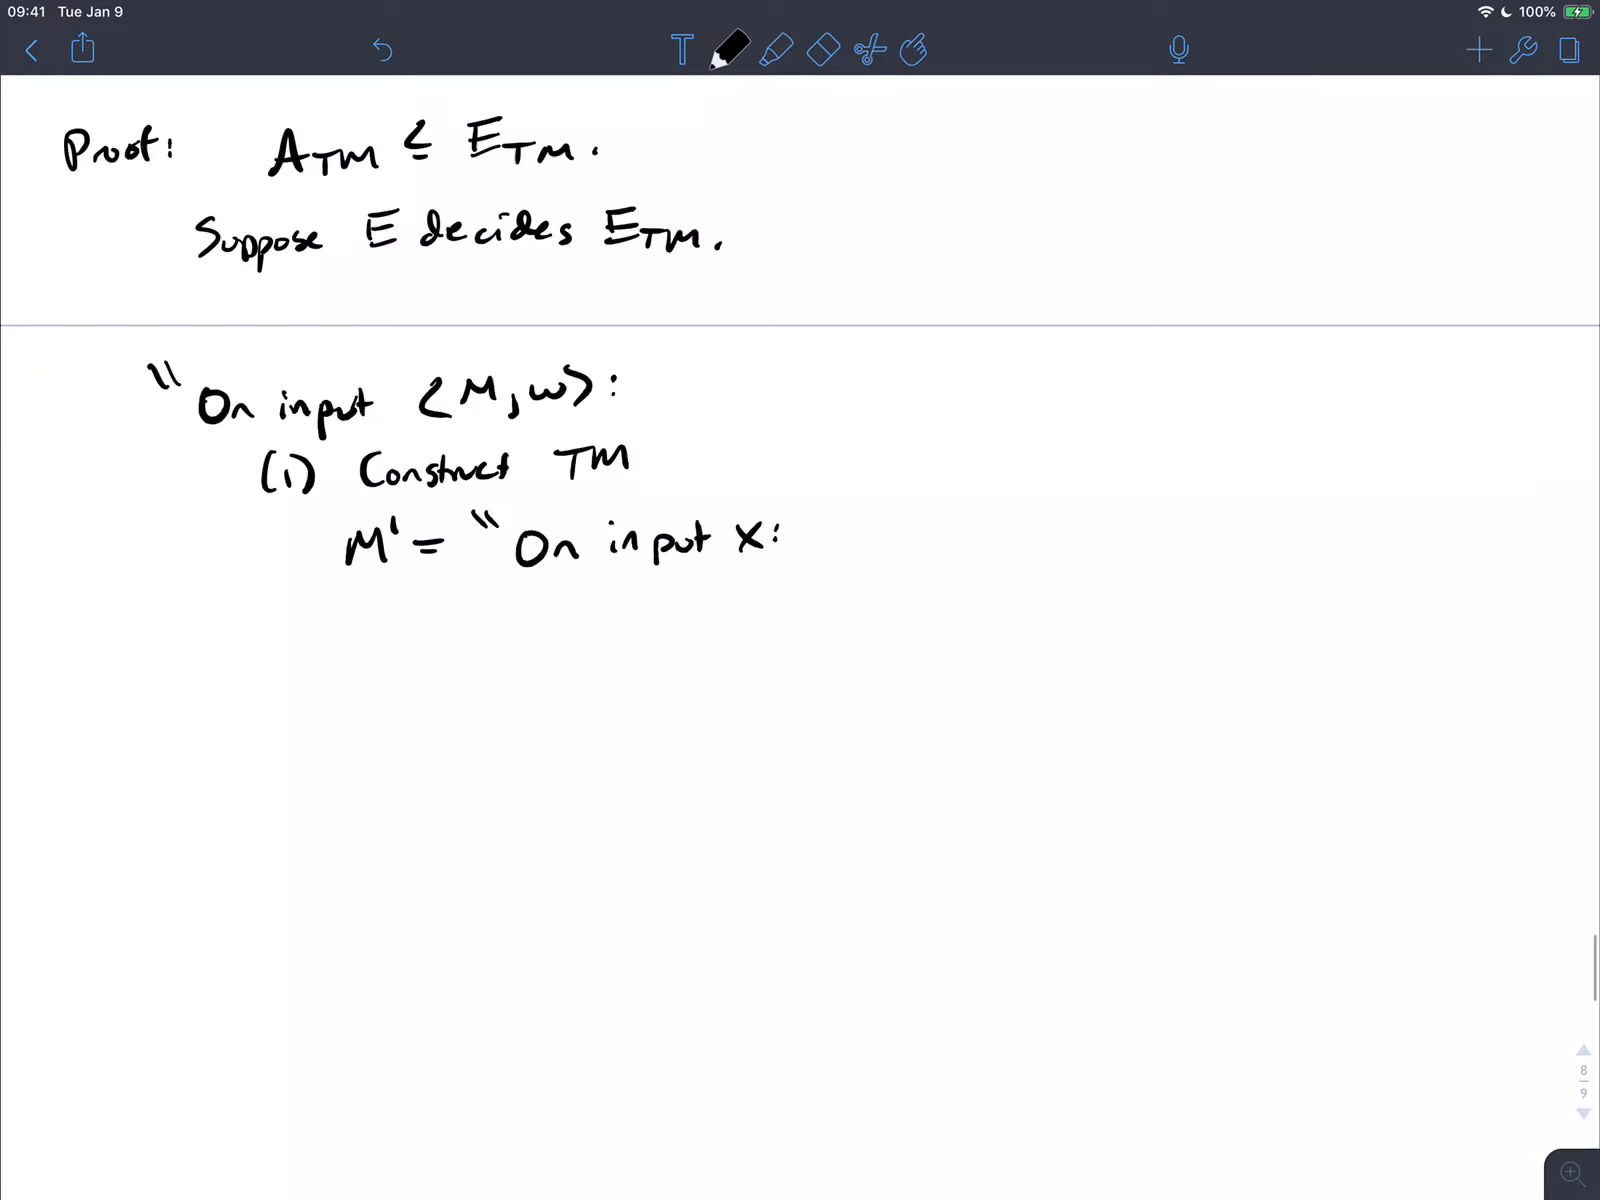 09:41 Tue Jan 9 100%
T
Proof: A_TM ≤ E_TM.
Suppose E decides E_TM.
"On input <M, w>:
(1) Construct TM
M' = "On input x:
8
9